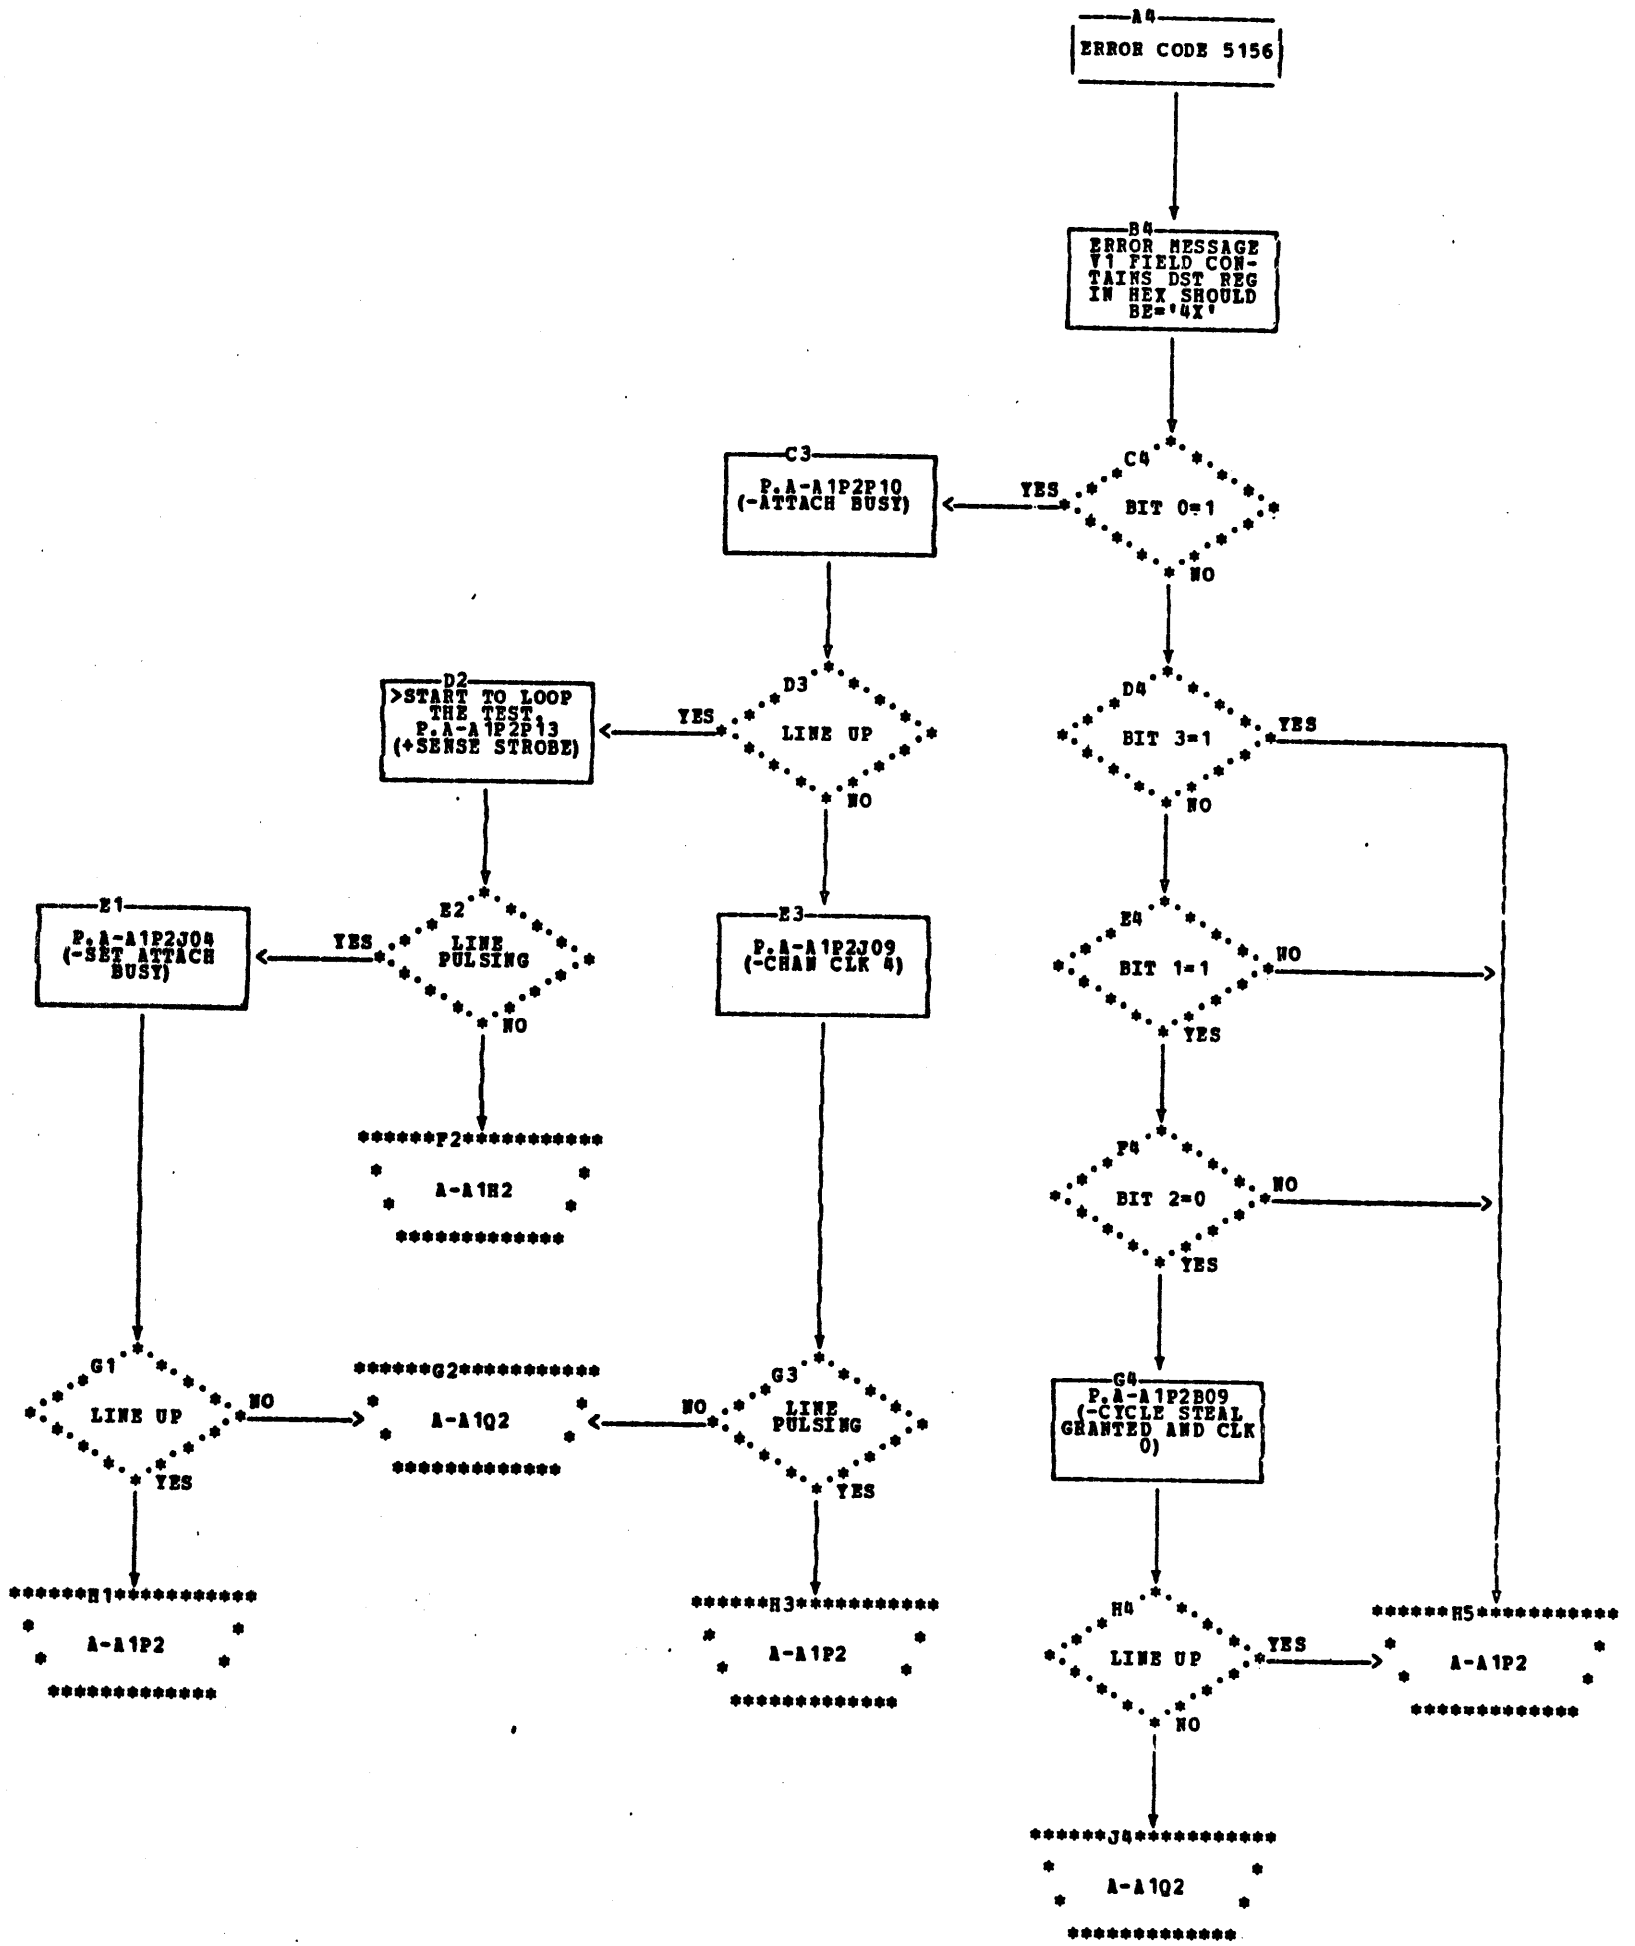 A4
ERROR CODE 5156
B4
ERROR MESSAGE
V1 FIELD CON-
TAINS DST REG
IN HEX SHOULD
BE='4X'
C4
BIT 0=1
YES
NO
C3
P.A-A1P2P10
(-ATTACH BUSY)
D3
LINE UP
YES
NO
D4
BIT 3=1
YES
NO
D2
>START TO LOOP
THE TEST.
P.A-A1P2P13
(+SENSE STROBE)
E1
P.A-A1P2J04
(-SET ATTACH
BUSY)
E2
LINE
PULSING
YES
NO
E3
P.A-A1P2J09
(-CHAN CLK 4)
E4
BIT 1=1
NO
YES
F2
A-A1H2
F4
BIT 2=0
NO
YES
G1
LINE UP
NO
YES
G2
A-A1Q2
G3
LINE
PULSING
NO
YES
G4
P.A-A1P2B09
(-CYCLE STEAL
GRANTED AND CLK
0)
H1
A-A1P2
H3
A-A1P2
H4
LINE UP
YES
NO
H5
A-A1P2
J4
A-A1Q2